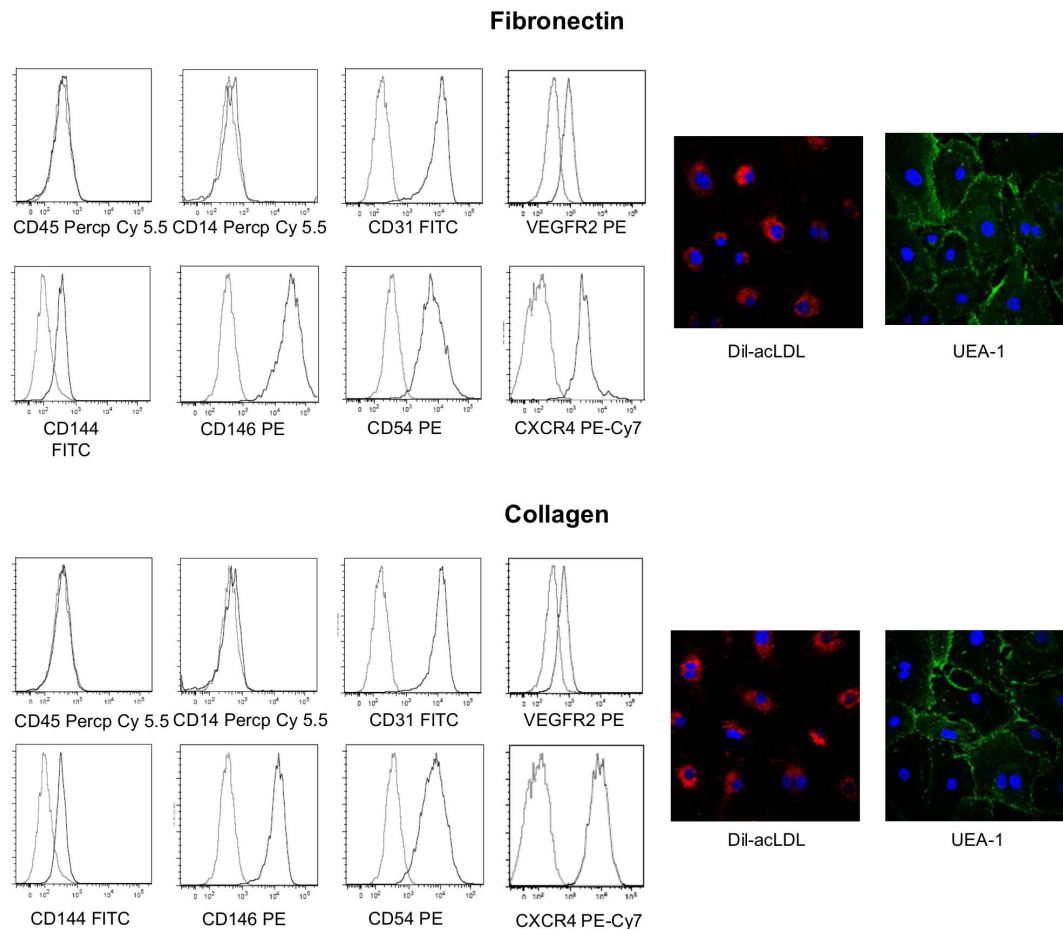 Fibronectin
CD45 Percp Cy 5.5 CD14 Percp Cy 5.5 CD31 FITC VEGFR2 PE
CD144
FITC
CD146 PE CD54 PE CXCR4 PE-Cy7
Dil-acLDL UEA-1
Collagen
CD45 Percp Cy 5.5 CD14 Percp Cy 5.5 CD31 FITC VEGFR2 PE
CD144 FITC CD146 PE CD54 PE CXCR4 PE-Cy7
Dil-acLDL UEA-1